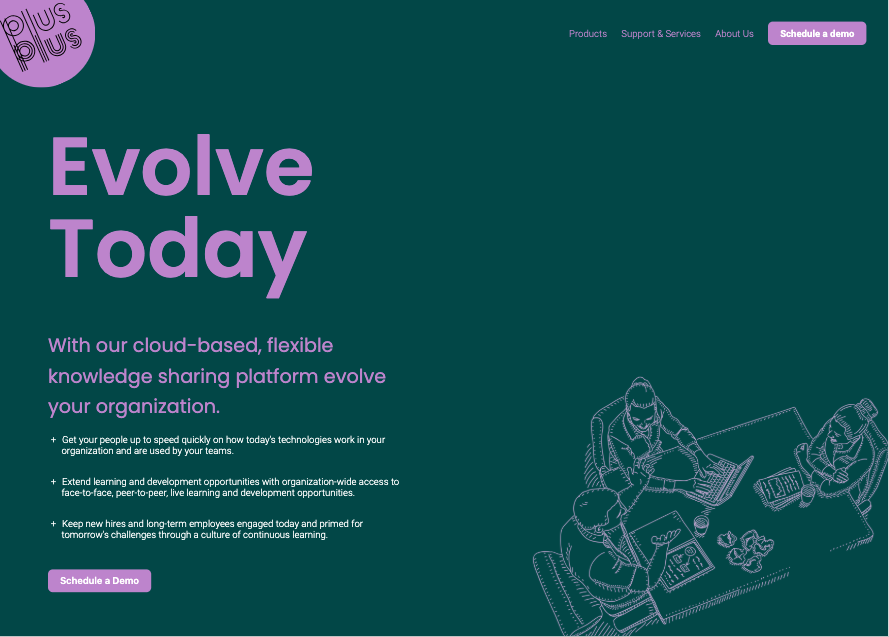 plus
plus
Products Support & Services About Us Schedule a demo
Evolve
Today
With our cloud-based, flexible
knowledge sharing platform evolve
your organization.
+ Get your people up to speed quickly on how today's technologies work in your
organization and are used by your teams.
+ Extend learning and development opportunities with organization-wide access to
face-to-face, peer-to-peer, live learning and development opportunities.
+ Keep new hires and long-term employees engaged today and primed for
tomorrow's challenges through a culture of continuous learning.
Schedule a Demo